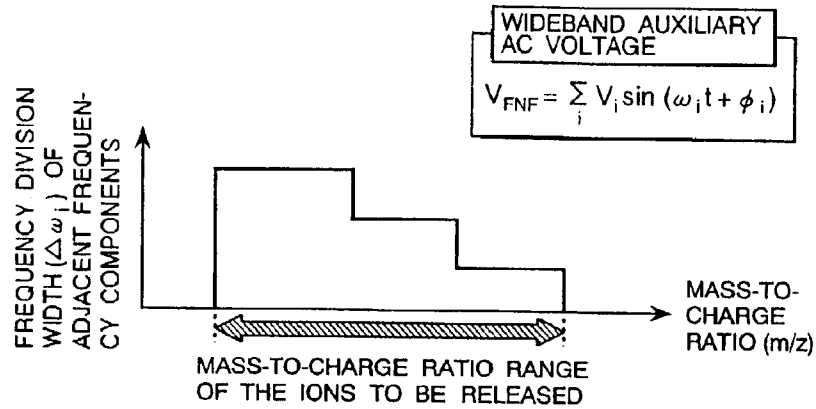 WIDEBAND AUXILIARY
AC VOLTAGE
V_FNF = Σ_i V_i sin (ω_i t + φ_i)
FREQUENCY DIVISION
WIDTH (△ω_i) OF
ADJACENT FREQUEN-
CY COMPONENTS
MASS-TO-
CHARGE
RATIO (m/z)
MASS-TO-CHARGE RATIO RANGE
OF THE IONS TO BE RELEASED